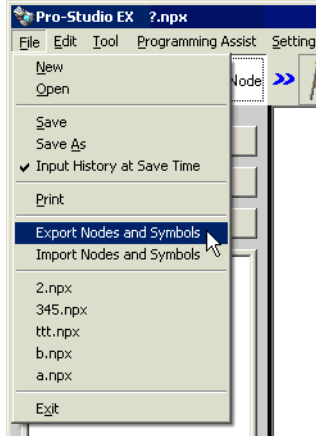 Pro-Studio EX ?.npx
File Edit Tool Programming Assist Setting
New
Node
Open
Save
Save As
Input History at Save Time
Print
Export Nodes and Symbols
Import Nodes and Symbols
2.npx
345.npx
ttt.npx
b.npx
a.npx
Exit